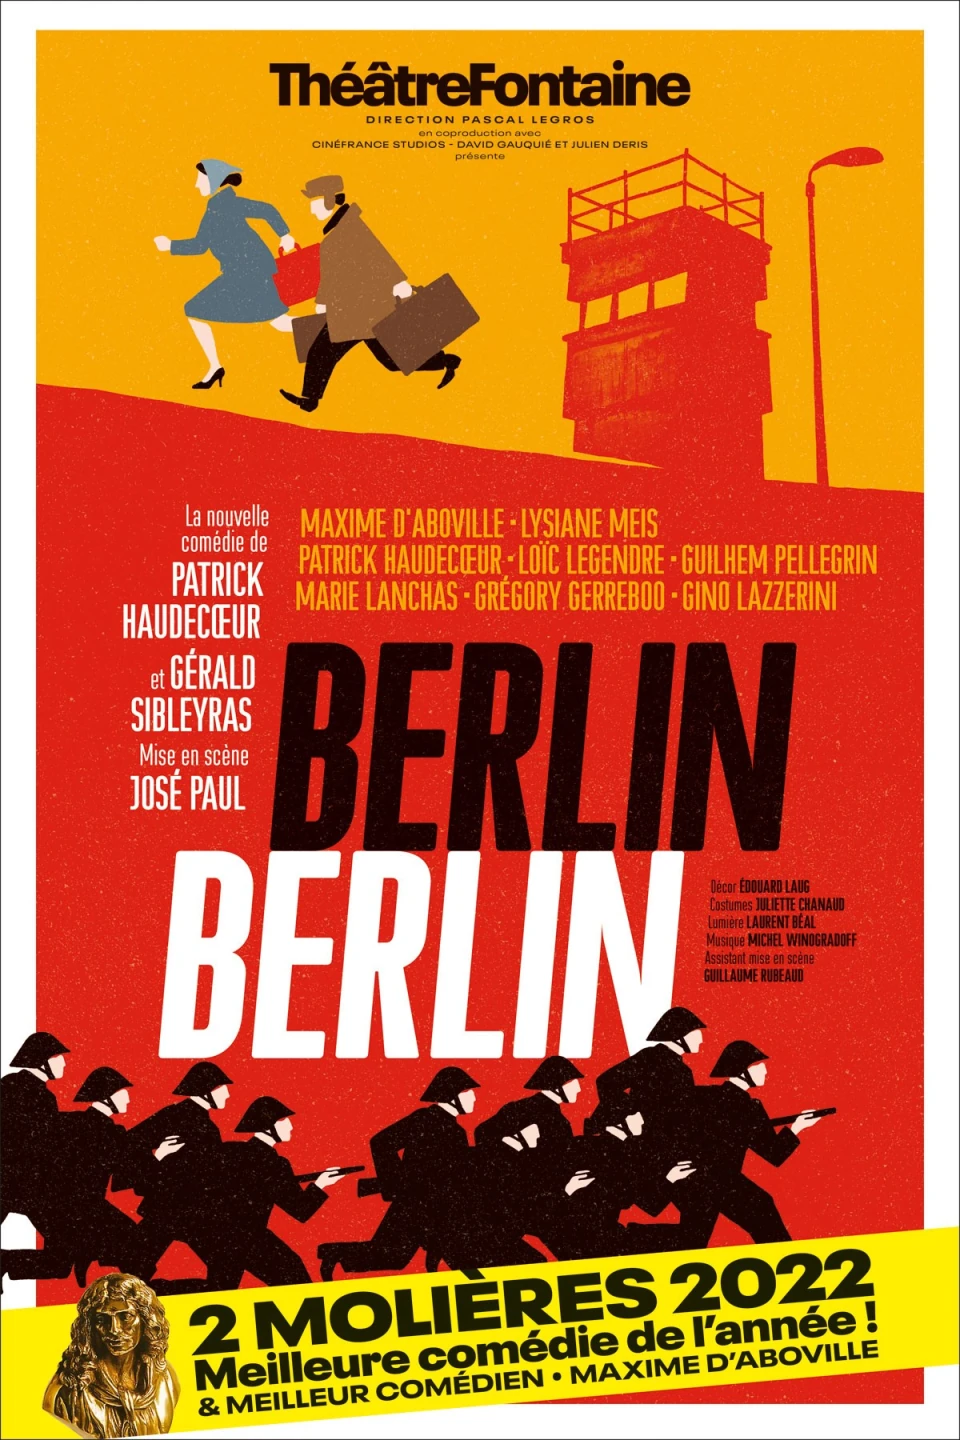 ThéâtreFontaine
DIRECTION PASCAL LEGROS
en coproduction avec
CINÉFRANCE STUDIOS - DAVID GAUQUIÉ ET JULIEN DERIS
présente
La nouvelle
comédie de
PATRICK
HAUDECŒUR
et GÉRALD
SIBLEYRAS
Mise en scène
JOSÉ PAUL
MAXIME D'ABOVILLE · LYSIANE MEIS
PATRICK HAUDECŒUR · LOÏC LEGENDRE · GUILHEM PELLEGRIN
MARIE LANCHAS · GRÉGORY GERREBOO · GINO LAZZERINI
BERLIN
BERLIN
Décor ÉDOUARD LAUG
Costumes JULIETTE CHANAUD
Lumière LAURENT BÉAL
Musique MICHEL WINOGRADOFF
Assistant mise en scène
GUILLAUME RUBEAUD
2 MOLIÈRES 2022
Meilleure comédie de l'année !
& MEILLEUR COMÉDIEN • MAXIME D'ABOVILLE